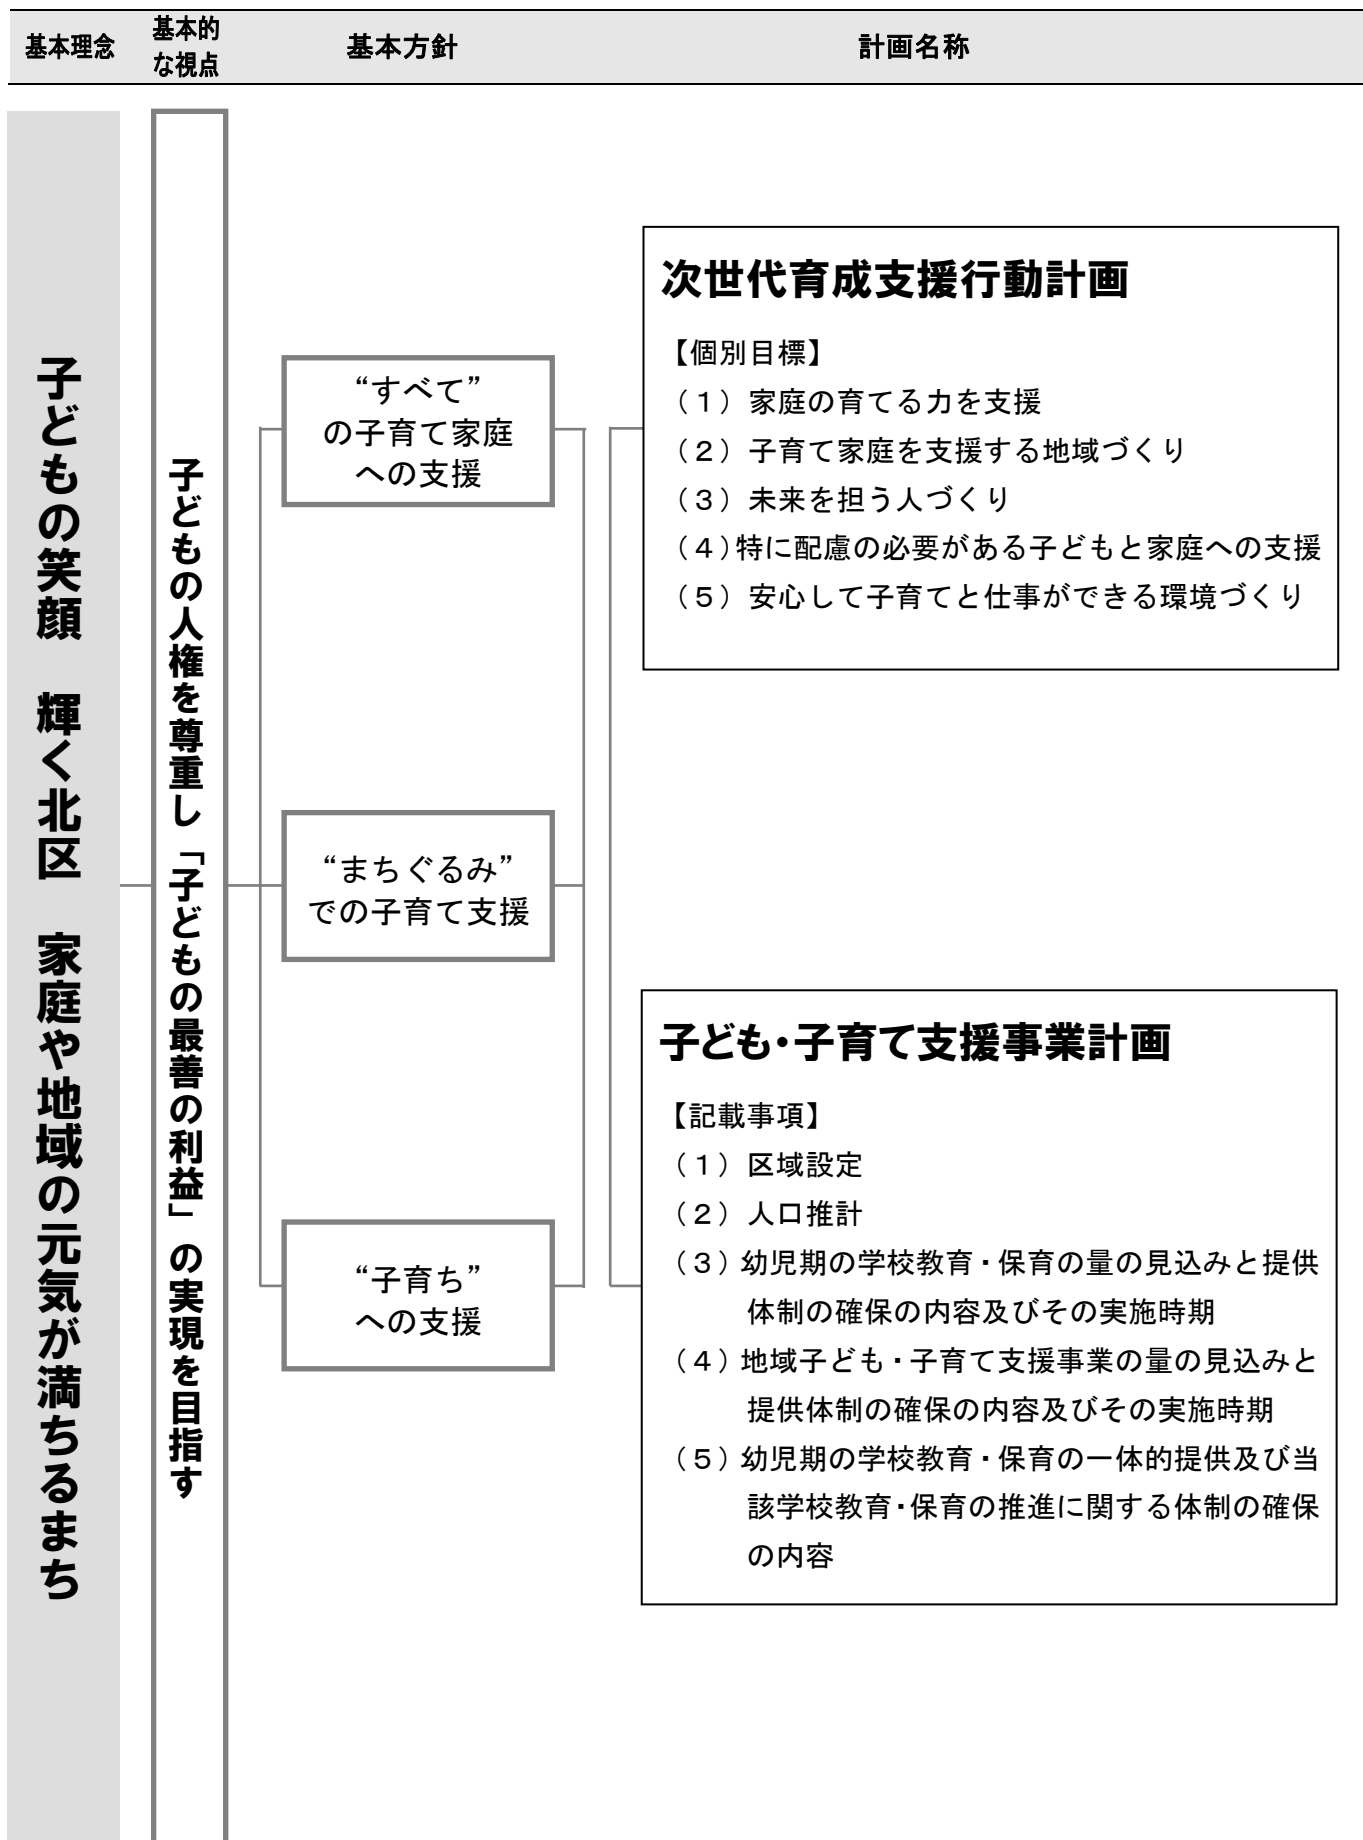 基本理念
基本的
な視点
基本方針
計画名称
子どもの笑顔　輝く北区　家庭や地域の元気が満ちるまち
子どもの人権を尊重し「子どもの最善の利益」の実現を目指す
“すべて”
の子育て家庭
への支援
“まちぐるみ”
での子育て支援
“子育ち”
への支援
次世代育成支援行動計画
【個別目標】
（１）家庭の育てる力を支援
（２）子育て家庭を支援する地域づくり
（３）未来を担う人づくり
（４）特に配慮の必要がある子どもと家庭への支援
（５）安心して子育てと仕事ができる環境づくり
子ども・子育て支援事業計画
【記載事項】
（１）区域設定
（２）人口推計
（３）幼児期の学校教育・保育の量の見込みと提供
体制の確保の内容及びその実施時期
（４）地域子ども・子育て支援事業の量の見込みと
提供体制の確保の内容及びその実施時期
（５）幼児期の学校教育・保育の一体的提供及び当
該学校教育・保育の推進に関する体制の確保
の内容